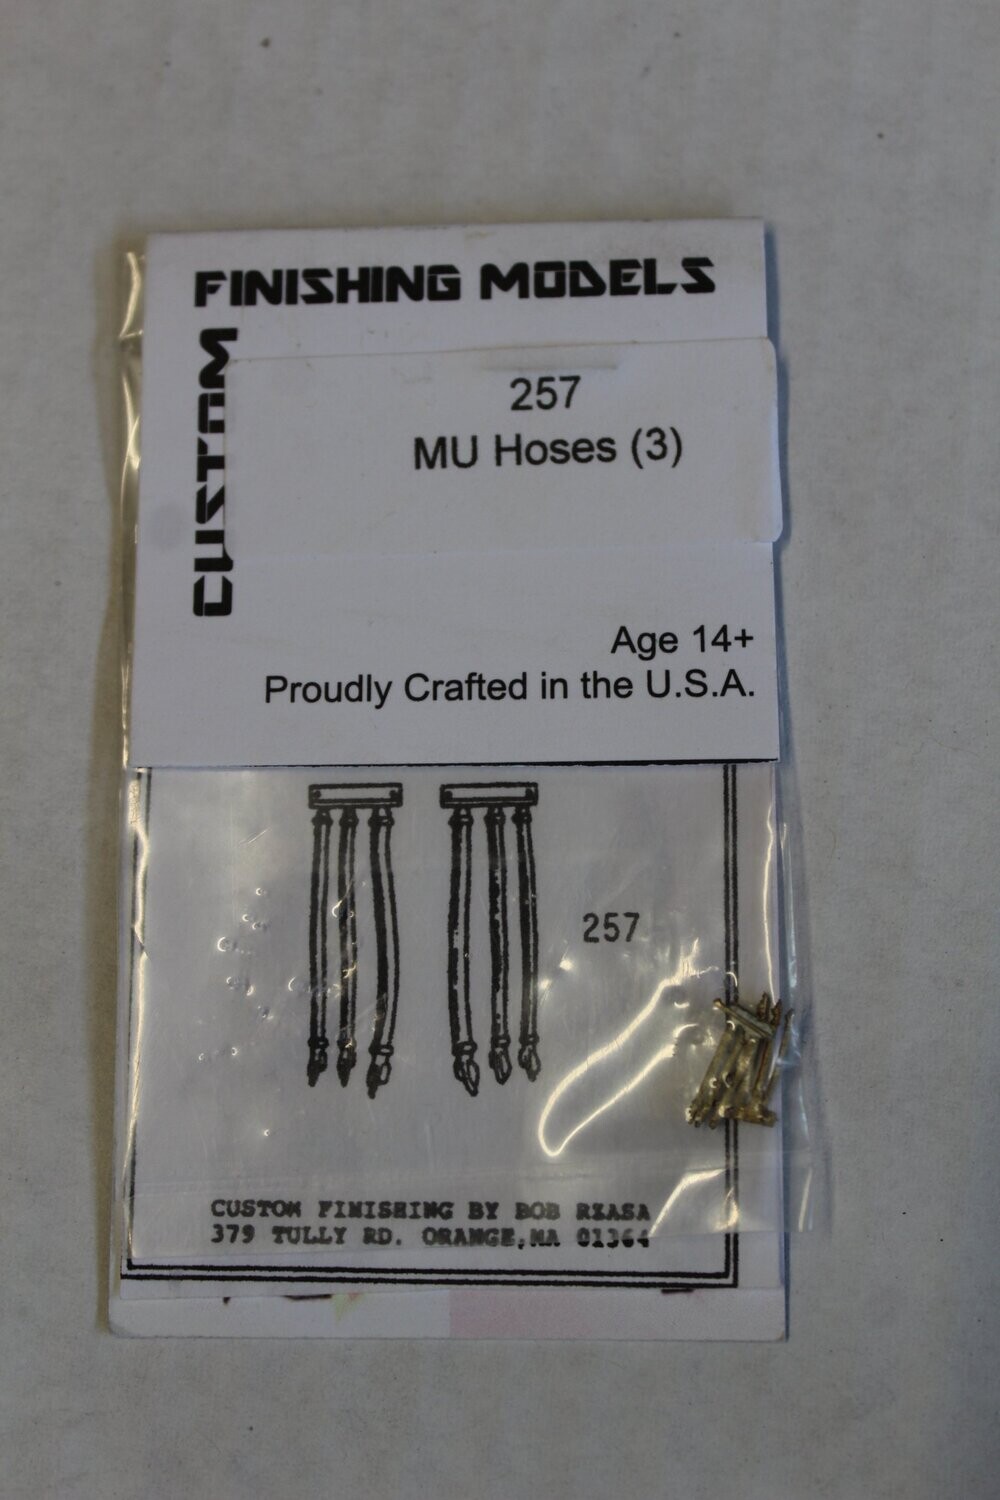 FINISHING MODELS
CUSTOM
257
MU Hoses (3)
Age 14+
Proudly Crafted in the U.S.A.
257
CUSTOM FINISHING BY BOB RZASA
379 TULLY RD. ORANGE,MA 01364